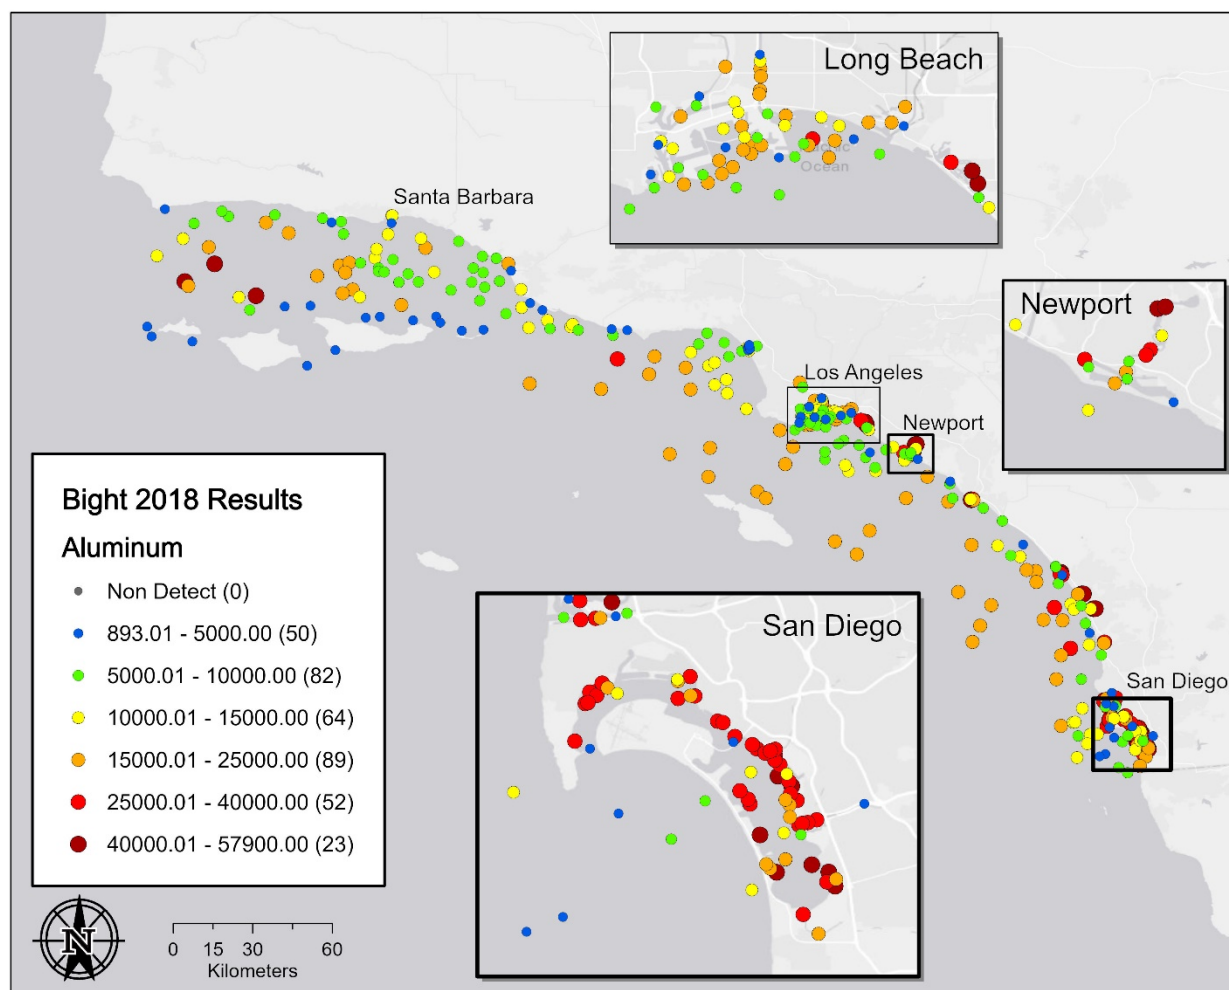 Long Beach
Pacific
Ocean
Santa Barbara
Newport
Los Angeles
Newport
Bight 2018 Results
Aluminum
Non Detect (0)
893.01 - 5000.00 (50)
5000.01 - 10000.00 (82)
10000.01 - 15000.00 (64)
15000.01 - 25000.00 (89)
25000.01 - 40000.00 (52)
40000.01 - 57900.00 (23)
San Diego
San Diego
N
0 15 30 60
Kilometers